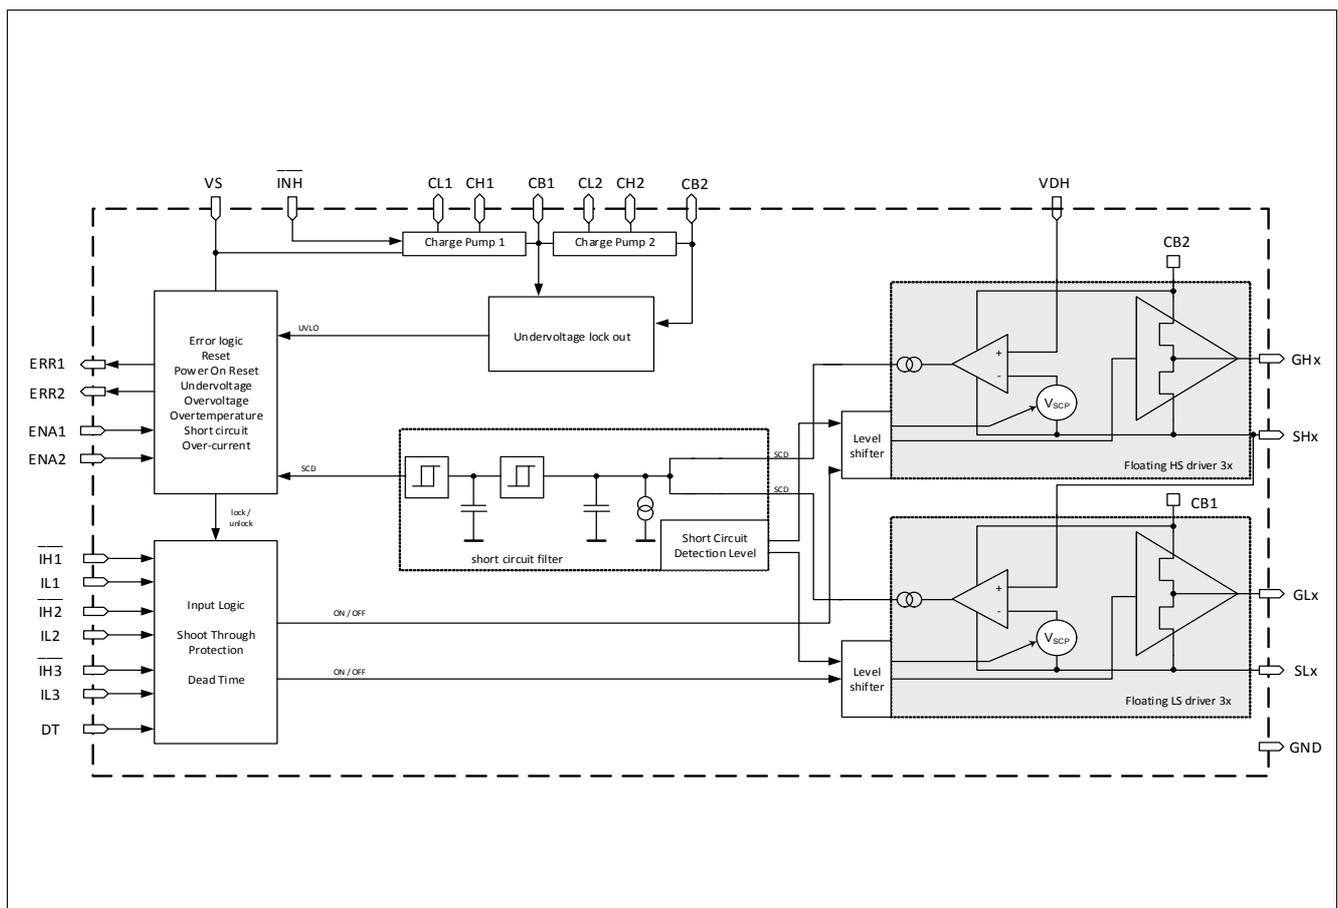 VS
INH
CL1
CH1
CB1
CL2
CH2
CB2
VDH
Charge Pump 1
Charge Pump 2
CB2
Undervoltage lock out
UVLO
Error logic
Reset
Power On Reset
Undervoltage
Overvoltage
Overtemperature
Short circuit
Over-current
ERR1
ERR2
ENA1
ENA2
+
-
VSCP
GHx
SHx
Level
shifter
Floating HS driver 3x
SCD
SCD
SCD
short circuit filter
Short Circuit
Detection Level
lock /
unlock
CB1
IH1
IL1
IH2
IL2
IH3
IL3
DT
Input Logic
Shoot Through
Protection
Dead Time
ON / OFF
ON / OFF
+
-
VSCP
GLx
SLx
Level
shifter
Floating LS driver 3x
GND